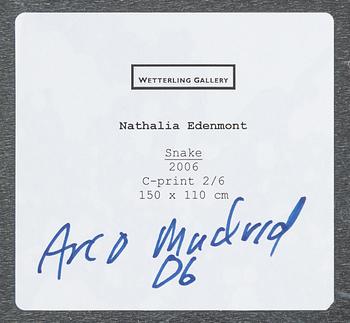 WETTERLING GALLERY
Nathalia Edenmont
Snake
2006
C-print 2/6
150 x 110 cm
Arco Madrid
06